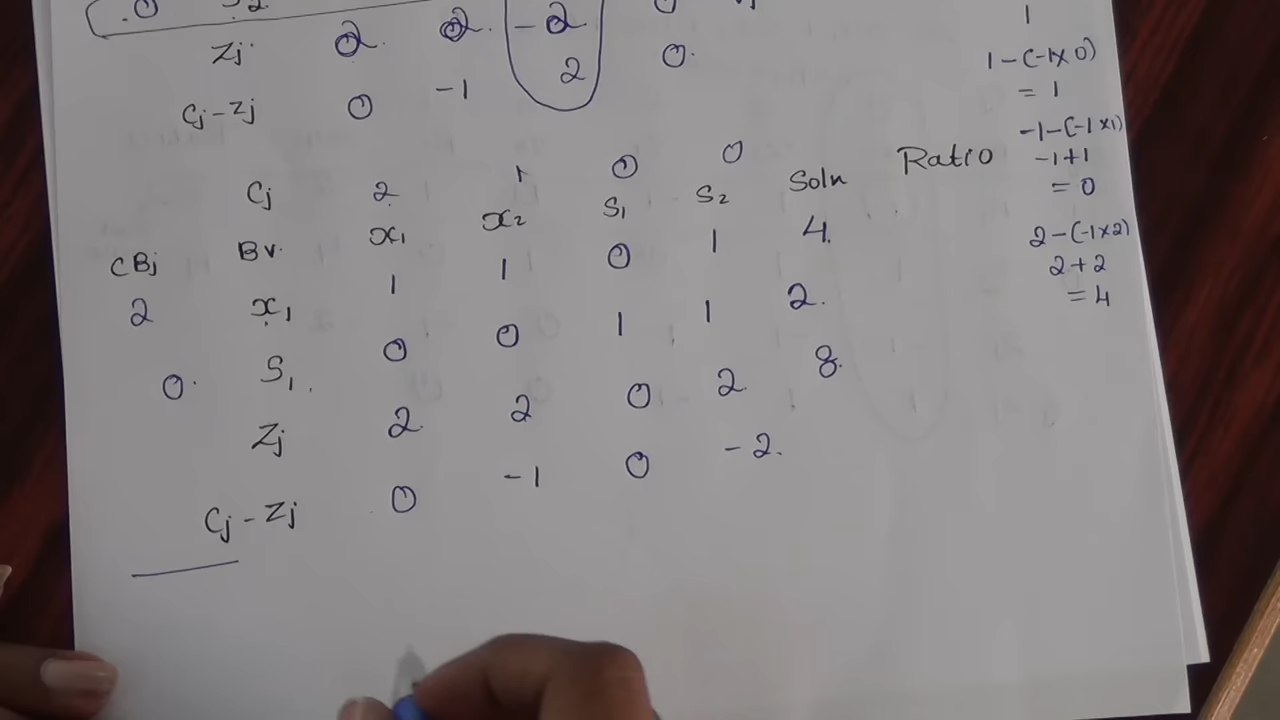 Zj 2 2 -2 0
Cj-Zj 0 -1 2 0
1
1-(-1x0)
= 1
-1-(-1x1)
-1+1
= 0
2-(-1x2)
2+2
= 4
Cj 2 1 0 0
CBj BV x1 x2 S1 S2 Soln Ratio
2 x1 1 1 0 1 4
0 S1 0 0 1 1 2
Zj 2 2 0 2 8
Cj-Zj 0 -1 0 -2